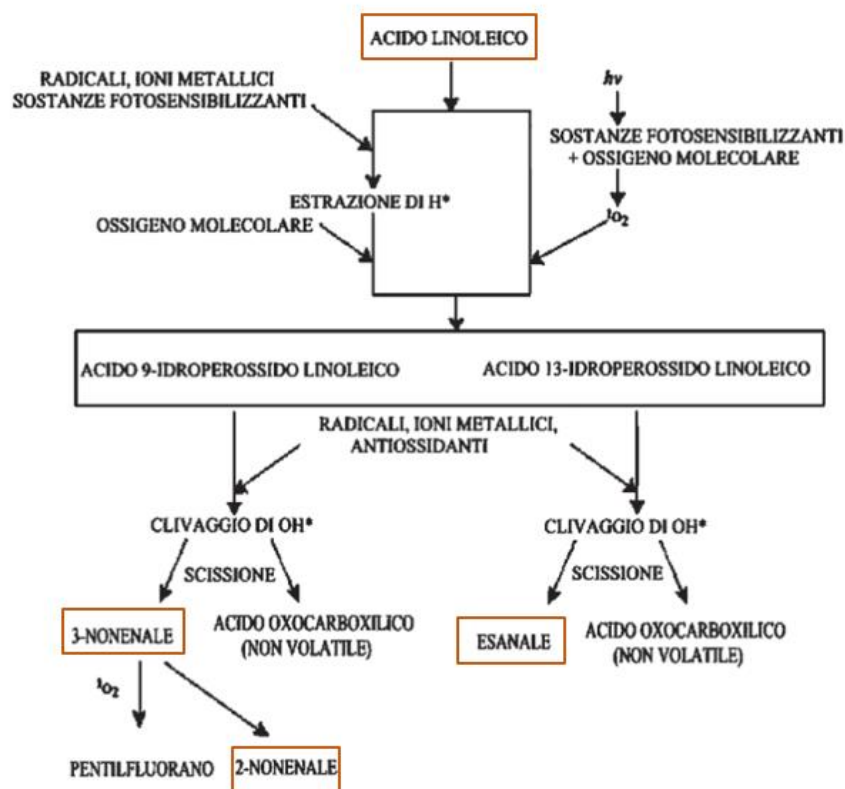 ACIDO LINOLEICO
RADICALI, IONI METALLICI
SOSTANZE FOTOSENSIBILIZZANTI
hν
SOSTANZE FOTOSENSIBILIZZANTI
+ OSSIGENO MOLECOLARE
ESTRAZIONE DI H*
OSSIGENO MOLECOLARE
¹O₂
ACIDO 9-IDROPEROSSIDO LINOLEICO
ACIDO 13-IDROPEROSSIDO LINOLEICO
RADICALI, IONI METALLICI,
ANTIOSSIDANTI
CLIVAGGIO DI OH*
CLIVAGGIO DI OH*
SCISSIONE
SCISSIONE
3-NONENALE
ACIDO OXOCARBOXILICO
(NON VOLATILE)
ESANALE
ACIDO OXOCARBOXILICO
(NON VOLATILE)
¹O₂
PENTILFLUORANO
2-NONENALE